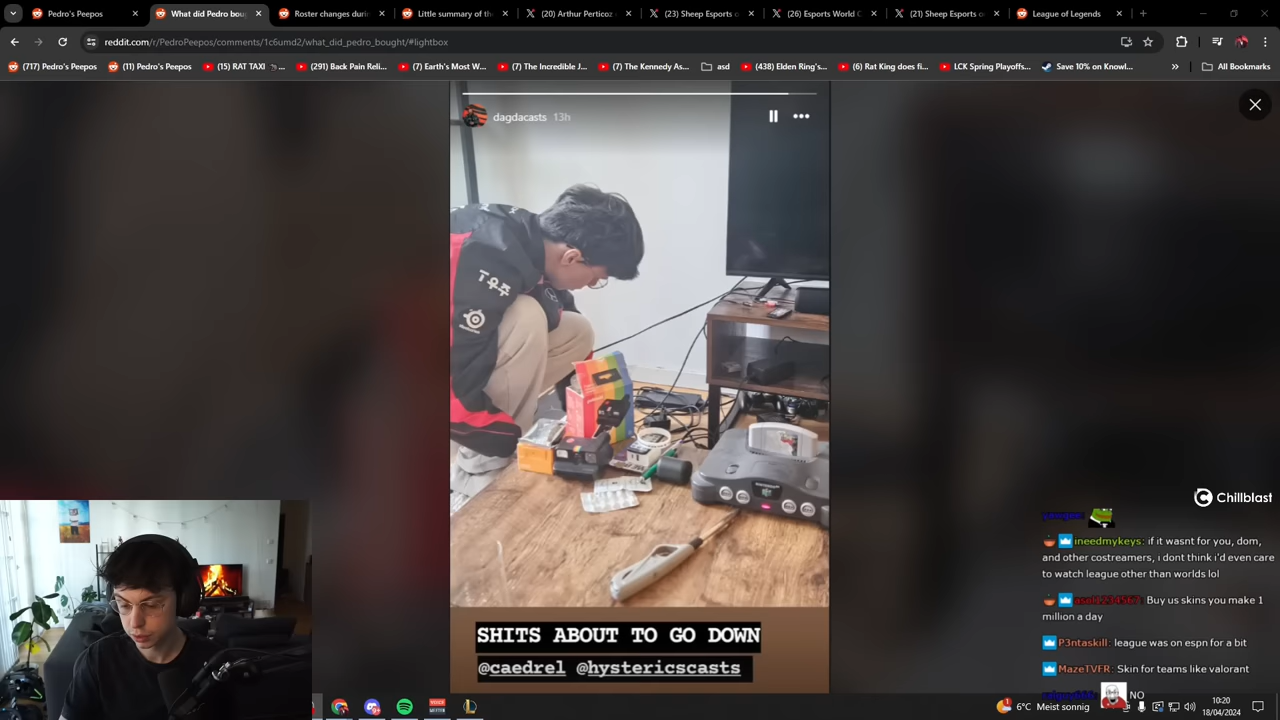 Pedro's Peepos
What did Pedro bou
Roster changes duri
Little summary of th
(20) Arthur Perticoz
(23) Sheep Esports o
(26) Esports World C
(21) Sheep Esports o
League of Legends
reddit.com/r/PedroPeepos/comments/1c6umd2/what_did_pedro_bought/#lightbox
(717) Pedro's Peepos
(11) Pedro's Peepos
(15) RAT TAXI
(291) Back Pain Reli...
(7) Earth's Most W...
(7) The Incredible J...
(7) The Kennedy As...
asd
(438) Elden Ring's...
(6) Rat King does fi...
LCK Spring Playoffs...
Save 10% on Knowl...
All Bookmarks
dagdacasts 13h
T우주
SHITS ABOUT TO GO DOWN
@caedrel @hystericscasts
Chillblast
ineedmykeys: if it wasnt for you, dom,
and other costreamers, i dont think i'd even care
to watch league other than worlds lol
Buy us skins you make 1
million a day
P3ntaskill: league was on espn for a bit
MazeTVFR: Skin for teams like valorant
NO
6°C Meist sonnig
10:20
18/04/2024